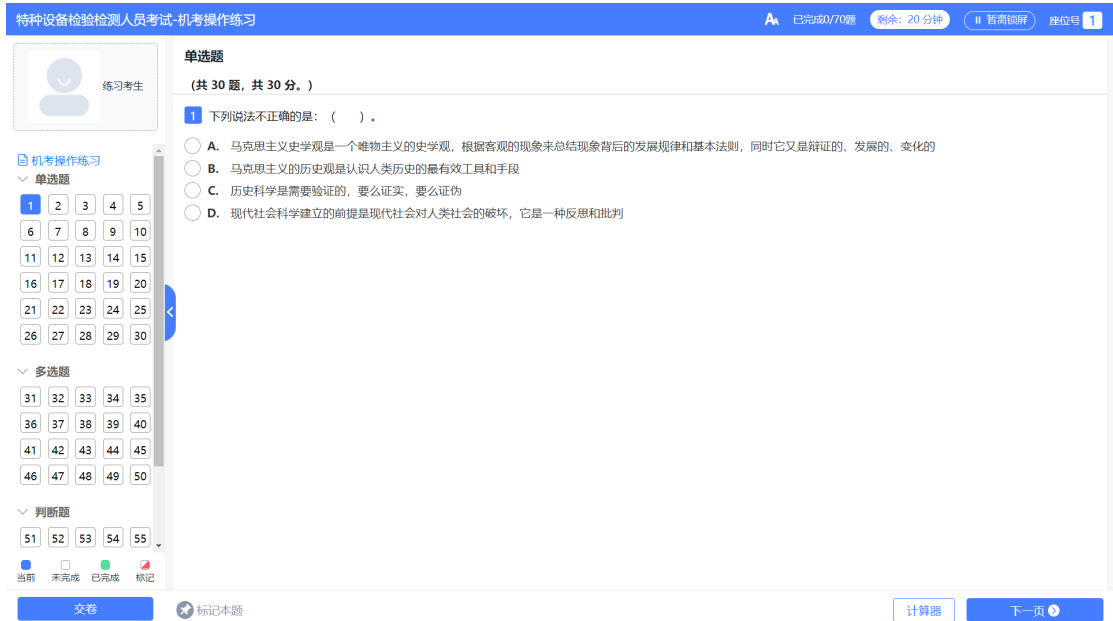 特种设备检验检测人员考试-机考操作练习
AA 已完成0/70题 剩余：20 分钟 暂离锁屏 座位号 1
练习考生
机考操作练习
单选题
1 2 3 4 5
6 7 8 9 10
11 12 13 14 15
16 17 18 19 20
21 22 23 24 25
26 27 28 29 30
多选题
31 32 33 34 35
36 37 38 39 40
41 42 43 44 45
46 47 48 49 50
判断题
51 52 53 54 55
当前 未完成 已完成 标记
交卷
单选题
（共 30 题，共 30 分。）
1 下列说法不正确的是：（ ）。
A. 马克思主义史学观是一个唯物主义的史学观，根据客观的现象来总结现象背后的发展规律和基本法则，同时它又是辩证的、发展的、变化的
B. 马克思主义的历史观是认识人类历史的最有效工具和手段
C. 历史科学是需要验证的，要么证实，要么证伪
D. 现代社会科学建立的前提是现代社会对人类社会的破坏，它是一种反思和批判
标记本题
计算器
下一页